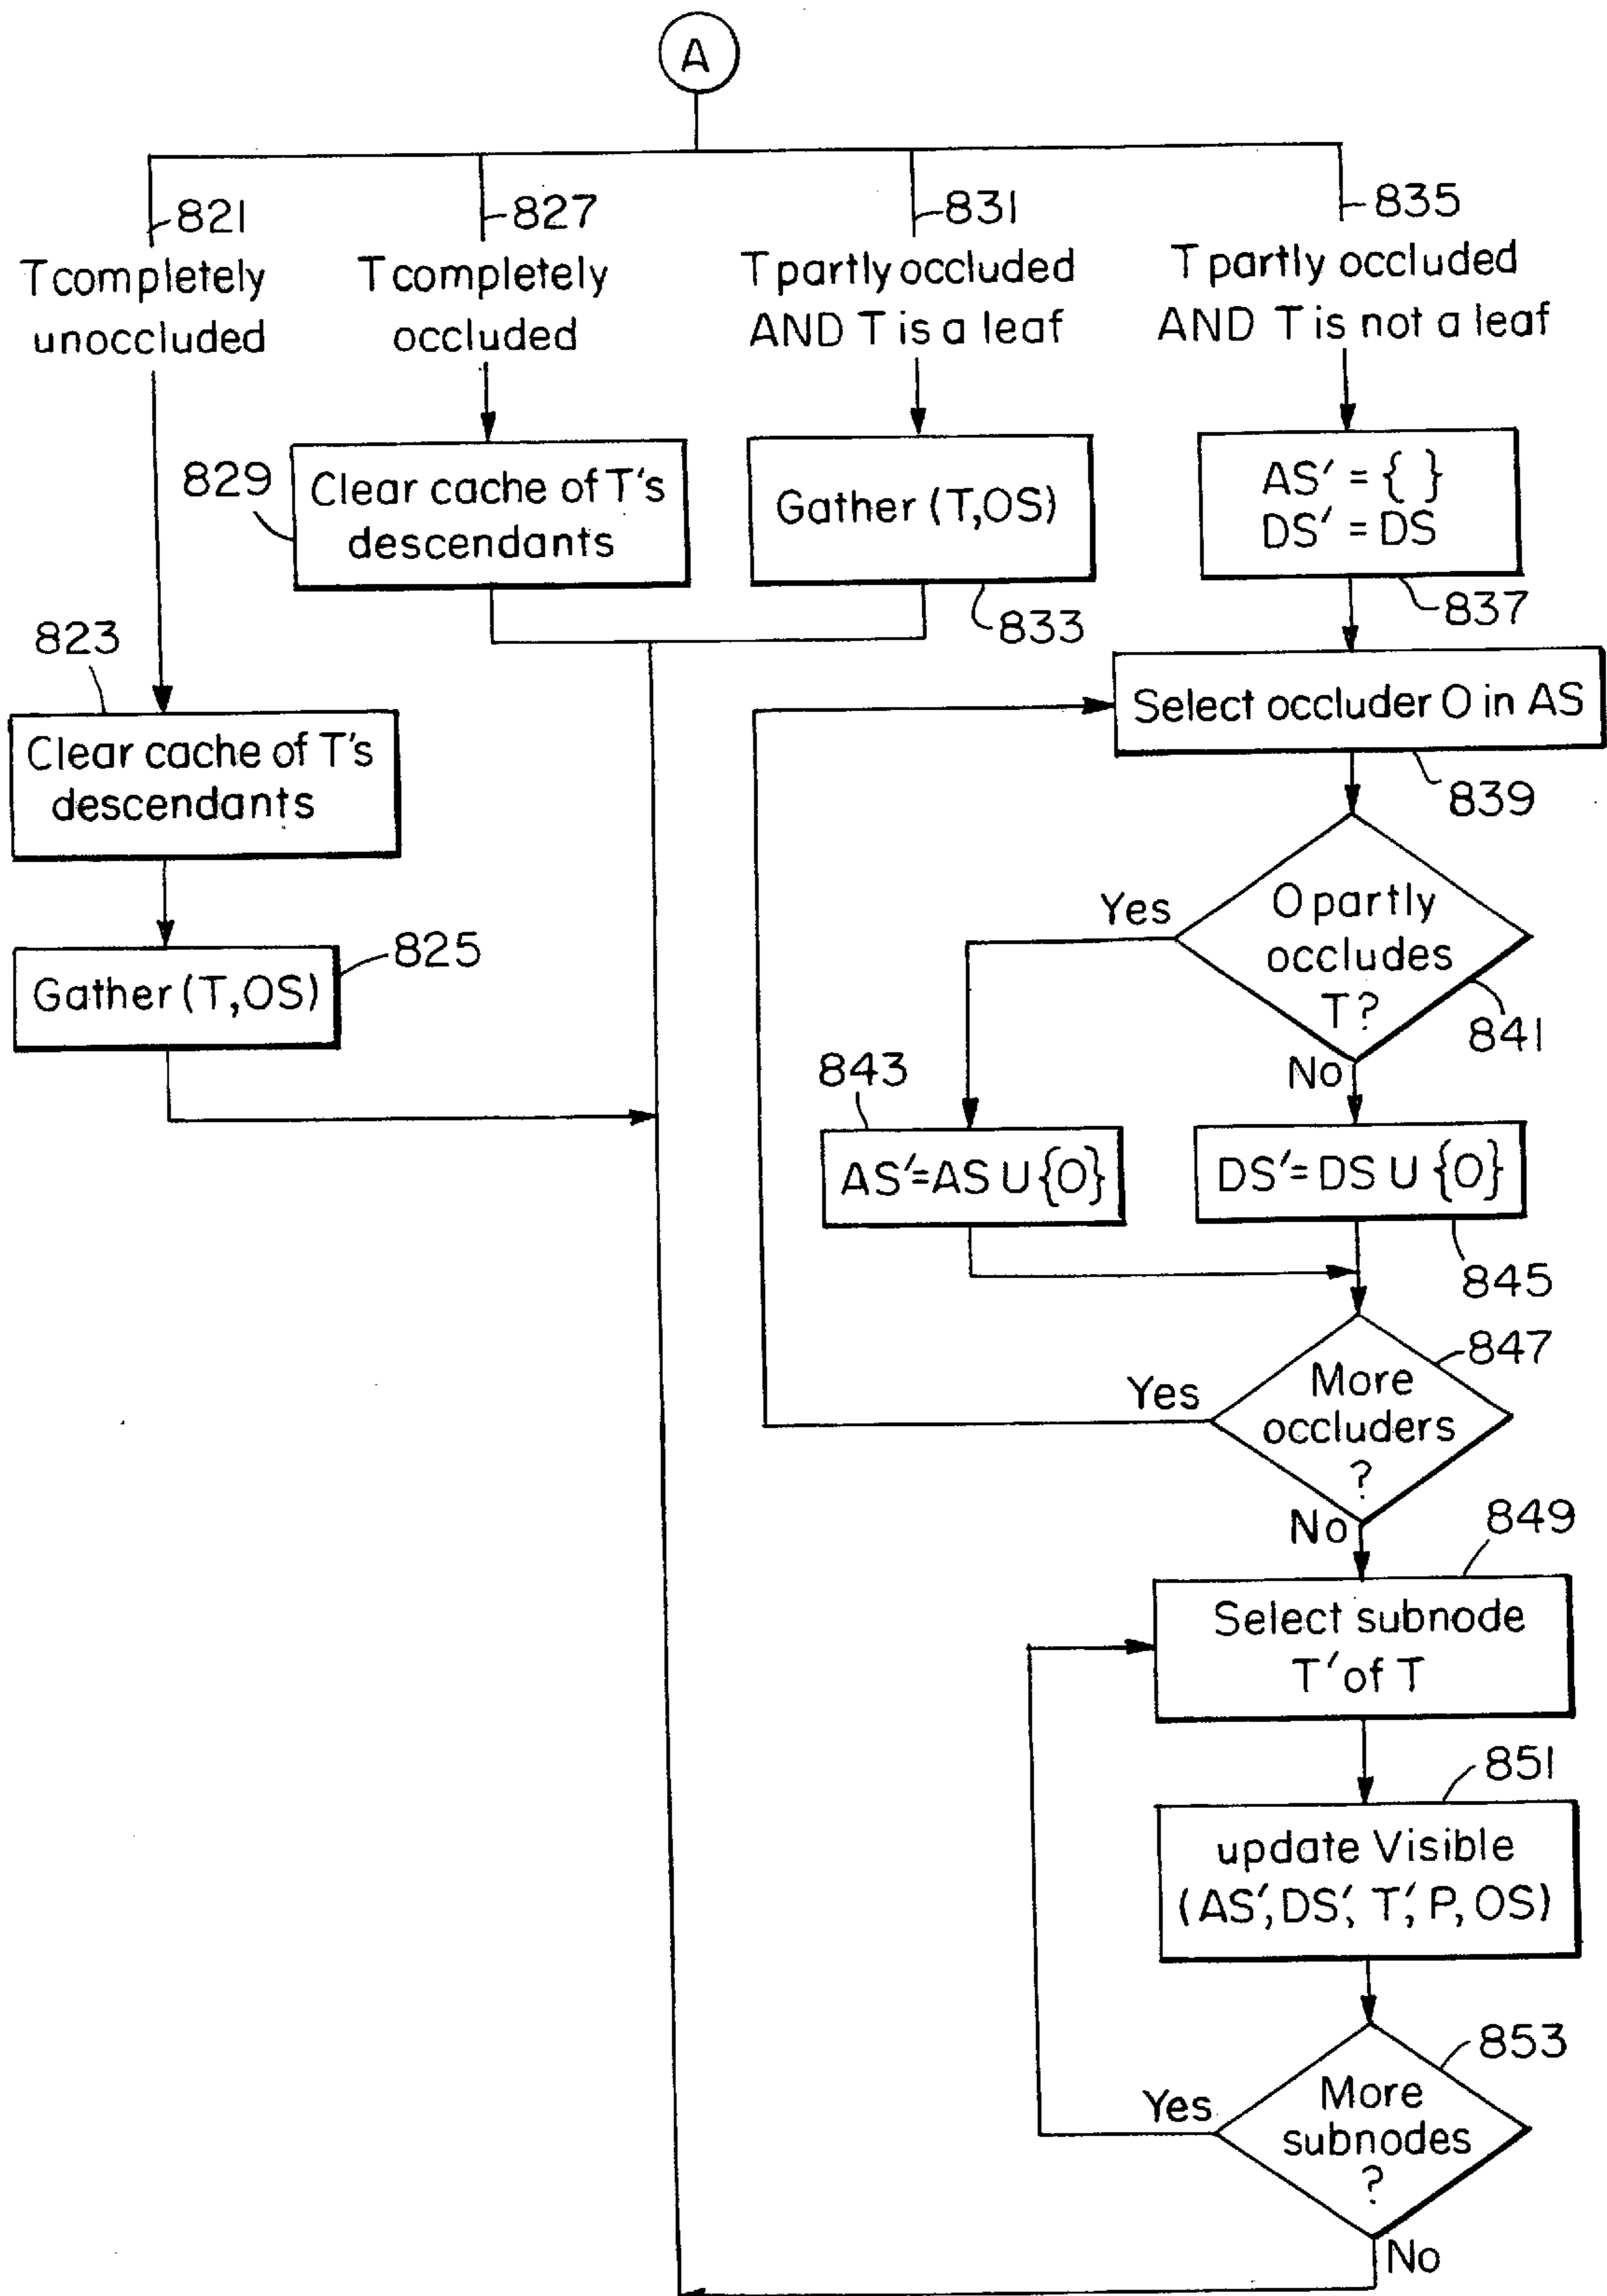 A
821
T completely
unoccluded
827
T completely
occluded
831
T partly occluded
AND T is a leaf
835
T partly occluded
AND T is not a leaf
829
Clear cache of T's
descendants
Gather (T,OS)
833
AS' = { }
DS' = DS
837
823
Clear cache of T's
descendants
Select occluder O in AS
839
Gather (T,OS)
825
O partly
occludes
T?
841
Yes
No
843
AS'=AS U {O}
DS'= DS U {O}
845
More
occluders
?
847
Yes
No
849
Select subnode
T' of T
851
update Visible
(AS', DS', T', P, OS)
853
More
subnodes
?
Yes
No